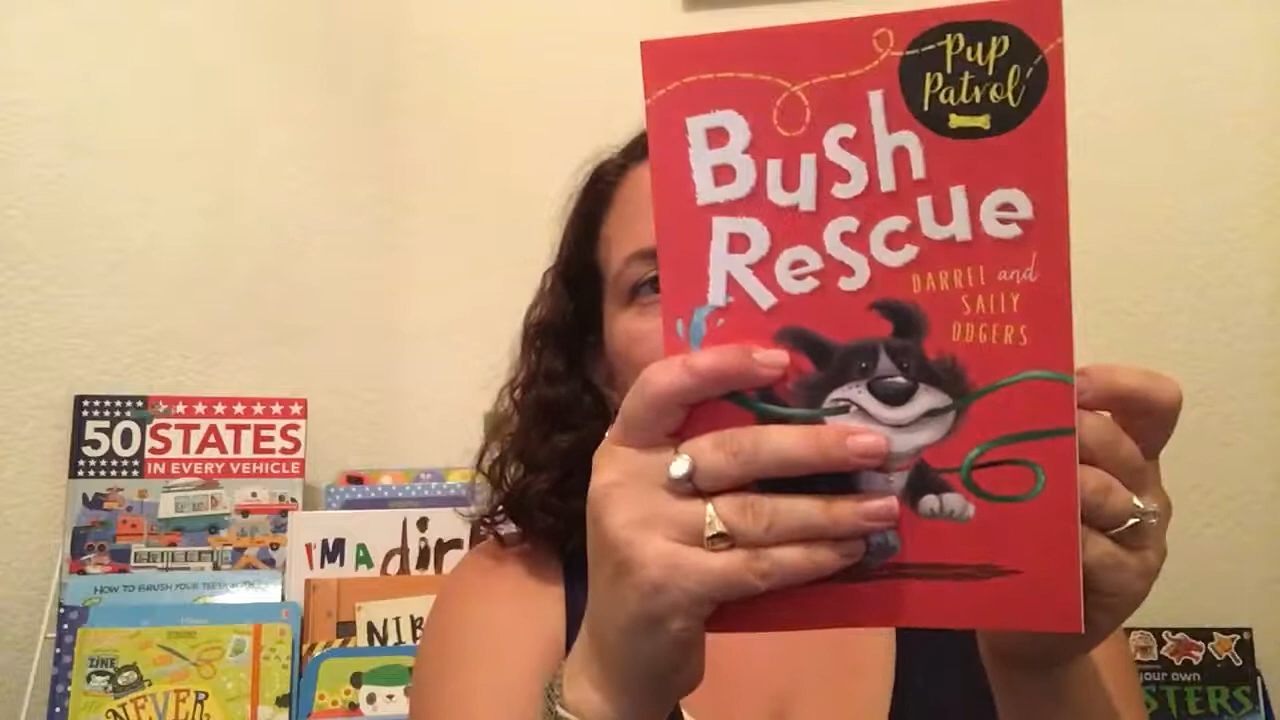 Pup
Patrol
Bush
Rescue
DARREL and
SALLY
ODGERS
50 STATES
IN EVERY VEHICLE
I'M A dir
HOW TO BRUSH YOUR TEETH
NIB
ZINE
NEVER
your own
STERS